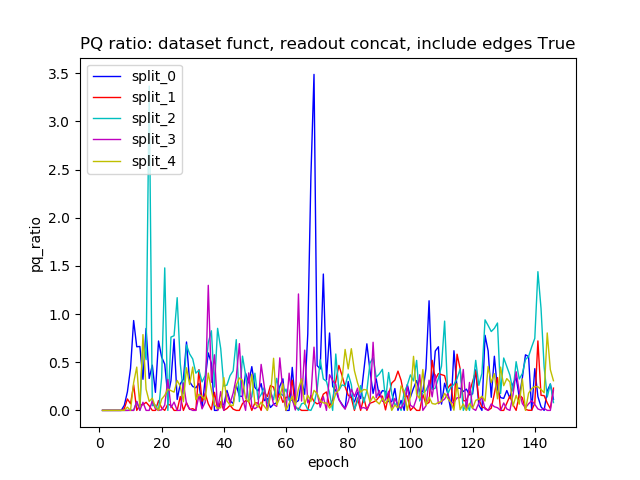 PQ ratio: dataset funct, readout concat, include edges True
split_0
split_1
split_2
split_3
split_4
3.5
3.0
2.5
2.0
1.5
1.0
0.5
0.0
pq_ratio
0 20 40 60 80 100 120 140
epoch